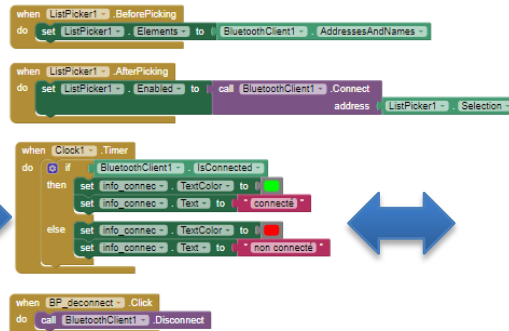 when ListPicker1 .BeforePicking
do set ListPicker1 . Elements to BluetoothClient1 . AddressesAndNames
when ListPicker1 .AfterPicking
do set ListPicker1 . Enabled to call BluetoothClient1 .Connect
address ListPicker1 . Selection
when Clock1 .Timer
do if BluetoothClient1 . IsConnected
then set info_connec . TextColor to
set info_connec . Text to " connecté "
else set info_connec . TextColor to
set info_connec . Text to " non connecté "
when BP_deconnect .Click
do call BluetoothClient1 .Disconnect